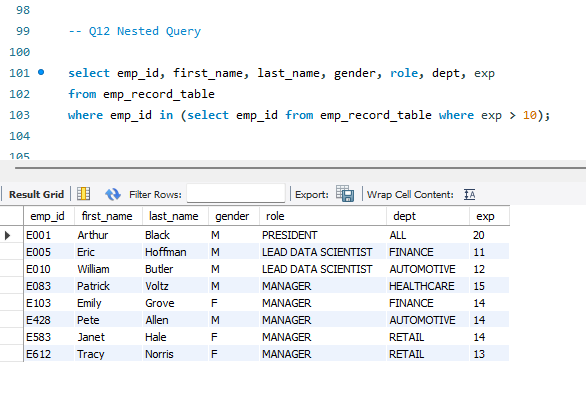 98
99 -- Q12 Nested Query
100
101 select emp_id, first_name, last_name, gender, role, dept, exp
102 from emp_record_table
103 where emp_id in (select emp_id from emp_record_table where exp > 10);
104
105
Result Grid Filter Rows: Export: Wrap Cell Content: IA
emp_id first_name last_name gender role dept exp
E001 Arthur Black M PRESIDENT ALL 20
E005 Eric Hoffman M LEAD DATA SCIENTIST FINANCE 11
E010 William Butler M LEAD DATA SCIENTIST AUTOMOTIVE 12
E083 Patrick Voltz M MANAGER HEALTHCARE 15
E103 Emily Grove F MANAGER FINANCE 14
E428 Pete Allen M MANAGER AUTOMOTIVE 14
E583 Janet Hale F MANAGER RETAIL 14
E612 Tracy Norris F MANAGER RETAIL 13